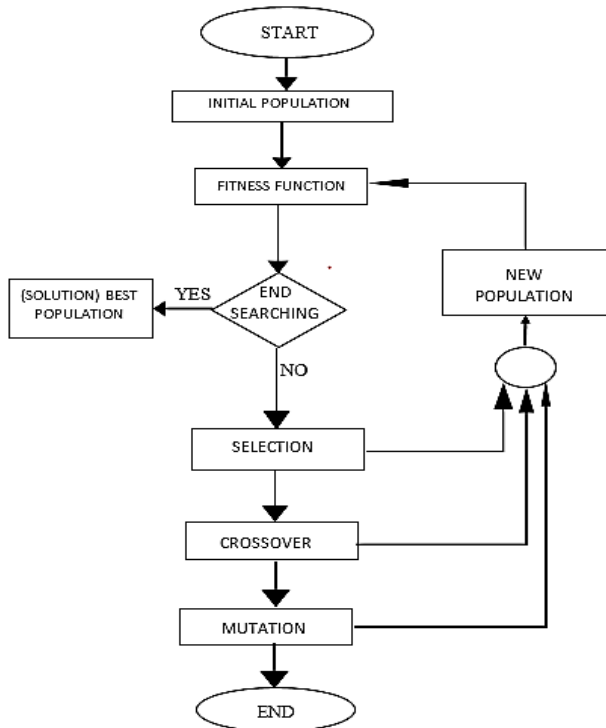 START
INITIAL POPULATION
FITNESS FUNCTION
NEW
POPULATION
(SOLUTION) BEST
POPULATION
YES
END
SEARCHING
NO
SELECTION
CROSSOVER
MUTATION
END